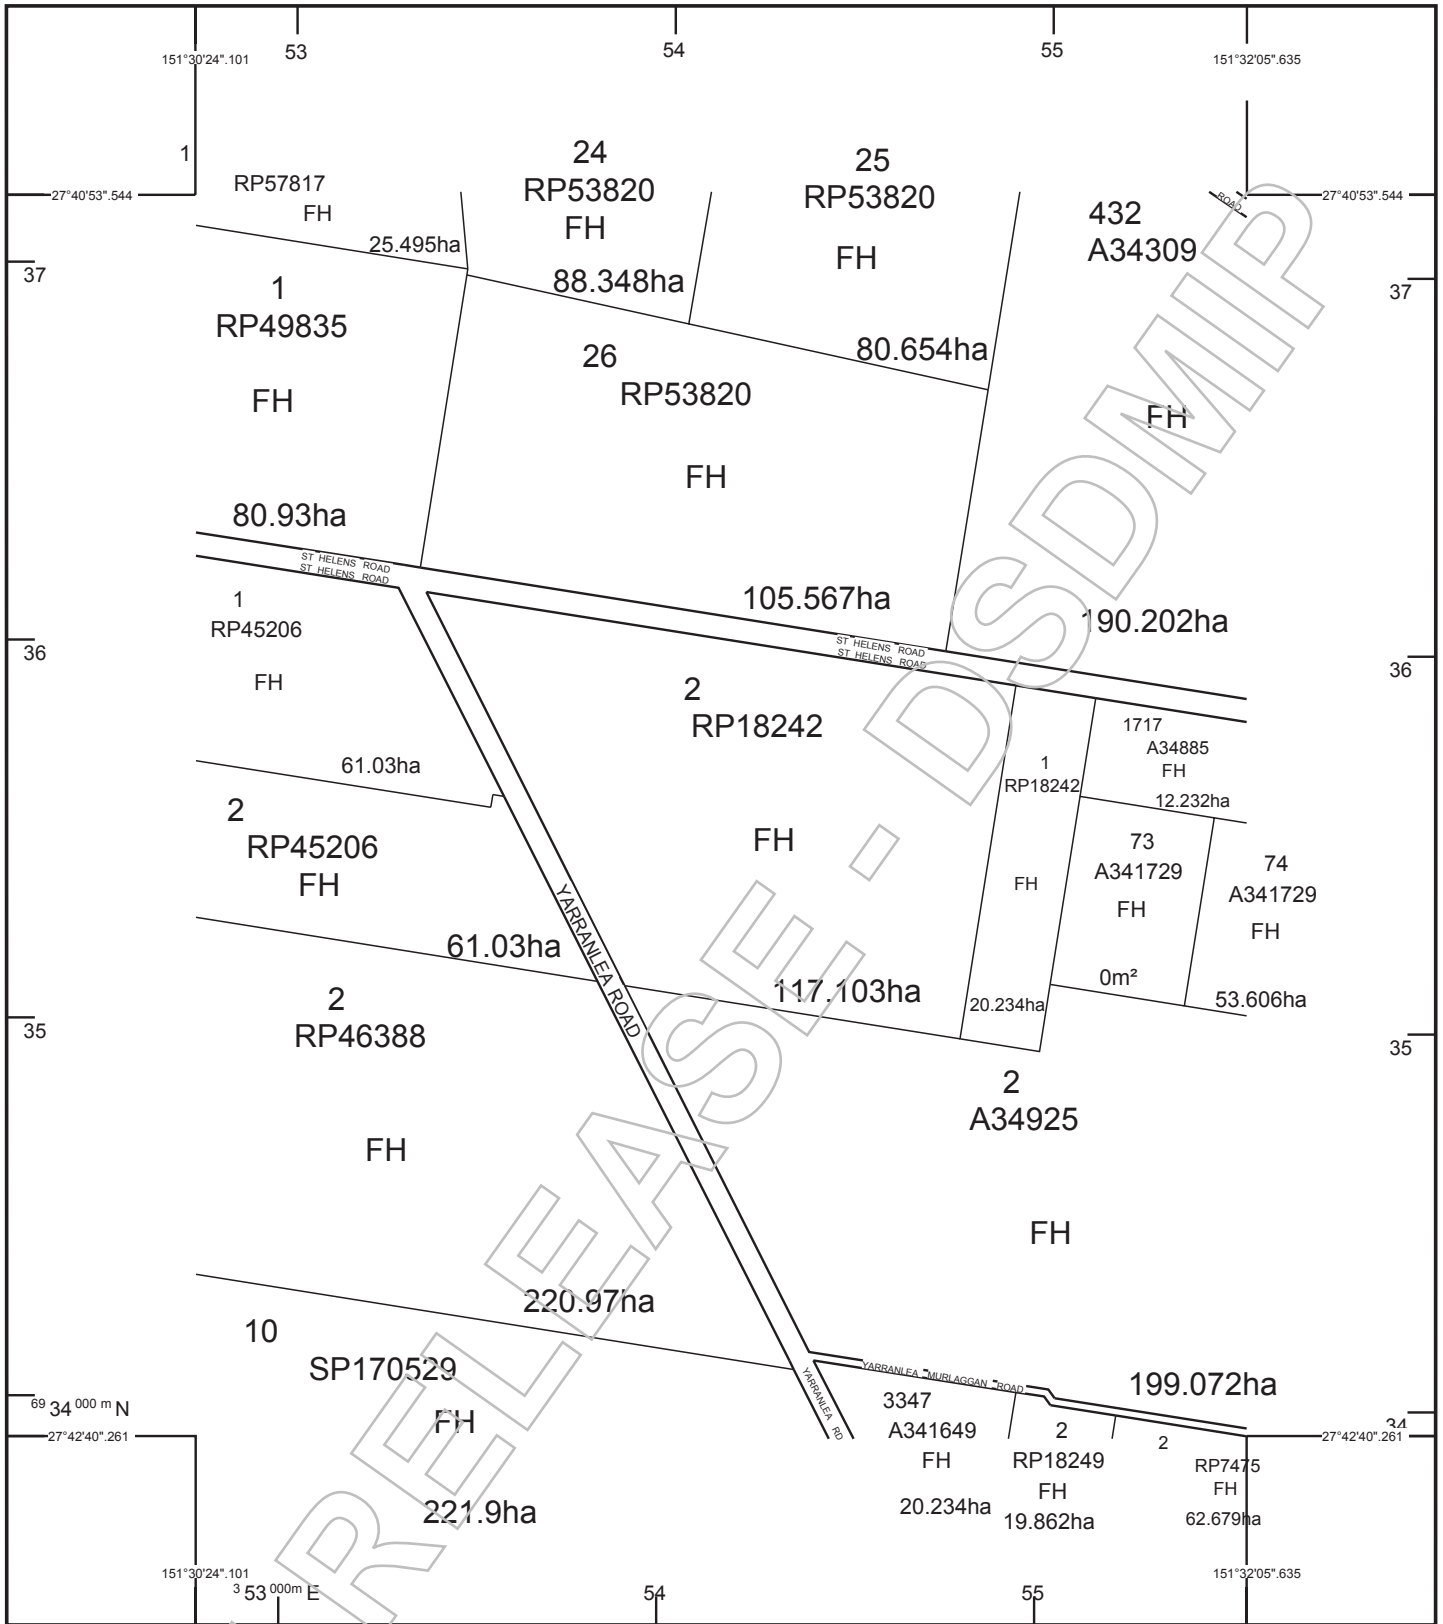 53
54
55
151°30'24".101
151°32'05".635
1
27°40'53".544
27°40'53".544
RP57817
FH
25.495ha
24
RP53820
FH
88.348ha
25
RP53820
FH
80.654ha
ROAD
432
A34309
FH
190.202ha
37
37
1
RP49835
FH
80.93ha
26
RP53820
FH
105.567ha
ST HELENS ROAD
ST HELENS ROAD
ST HELENS ROAD
ST HELENS ROAD
36
36
1
RP45206
FH
61.03ha
2
RP18242
FH
117.103ha
1
RP18242
FH
20.234ha
1717
A34885
FH
12.232ha
73
A341729
FH
0m²
74
A341729
FH
53.606ha
2
RP45206
FH
61.03ha
YARRANLEA ROAD
35
35
2
RP46388
FH
220.97ha
2
A34925
FH
199.072ha
10
SP170529
FH
221.9ha
YARRANLEA RD
YARRANLEA MURLAGGAN ROAD
3347
A341649
FH
20.234ha
2
RP18249
FH
19.862ha
2
RP7475
FH
62.679ha
69 34 000 m N
34
27°42'40".261
27°42'40".261
151°30'24".101
151°32'05".635
3 53 000m E
54
55
RELEASE - DSDMIP